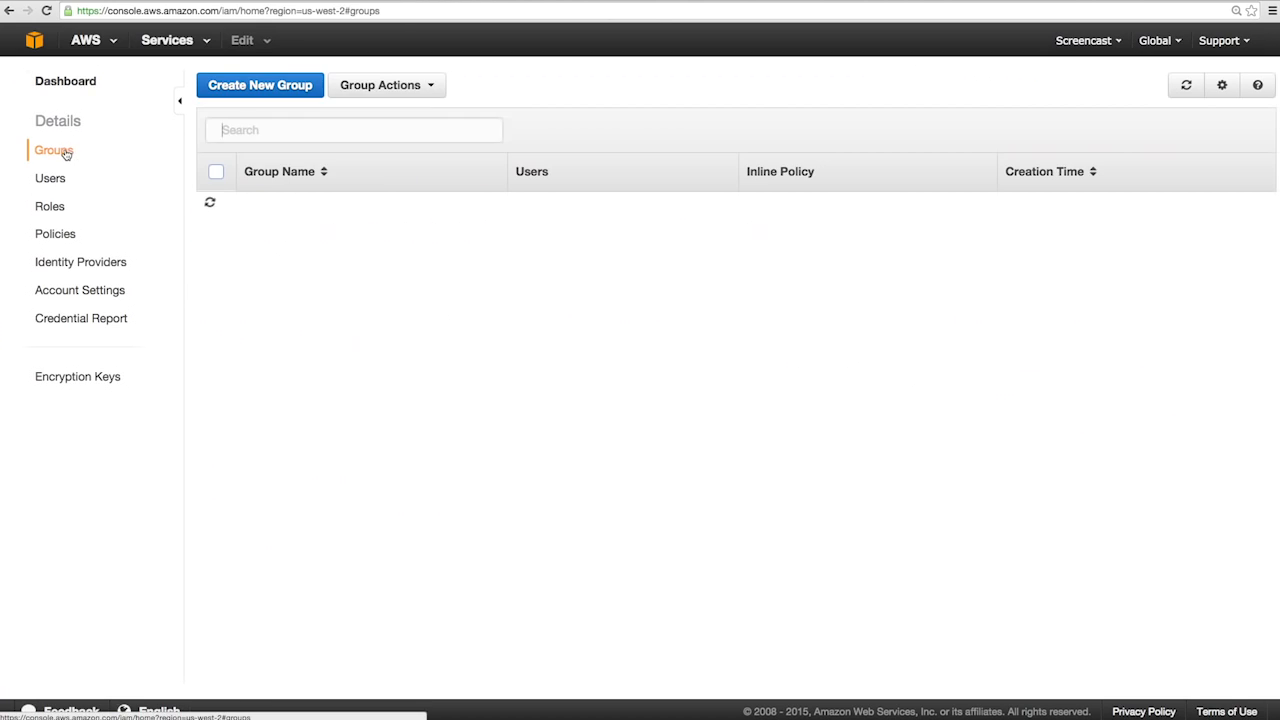 https://console.aws.amazon.com/iam/home?region=us-west-2#groups
AWS Services Edit Screencast Global Support
Dashboard
Create New Group Group Actions
Details
Search
Groups
Group Name Users Inline Policy Creation Time
Users
Roles
Policies
Identity Providers
Account Settings
Credential Report
Encryption Keys
Feedback English © 2008 - 2015, Amazon Web Services, Inc. or its affiliates. All rights reserved. Privacy Policy Terms of Use
https://console.aws.amazon.com/iam/home?region=us-west-2#groups